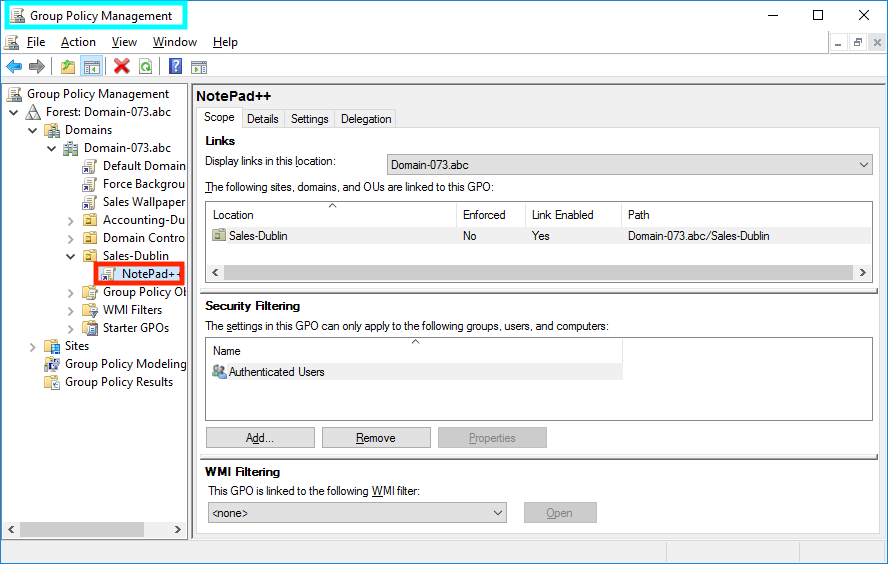 Group Policy Management
File Action View Window Help
Group Policy Management
Forest: Domain-073.abc
Domains
Domain-073.abc
Default Domain
Force Backgrou
Sales Wallpaper
Accounting-Du
Domain Contro
Sales-Dublin
NotePad++
Group Policy Ob
WMI Filters
Starter GPOs
Sites
Group Policy Modeling
Group Policy Results
NotePad++
Scope Details Settings Delegation
Links
Display links in this location: Domain-073.abc
The following sites, domains, and OUs are linked to this GPO:
Location Enforced Link Enabled Path
Sales-Dublin No Yes Domain-073.abc/Sales-Dublin
Security Filtering
The settings in this GPO can only apply to the following groups, users, and computers:
Name
Authenticated Users
Add... Remove Properties
WMI Filtering
This GPO is linked to the following WMI filter:
<none> Open